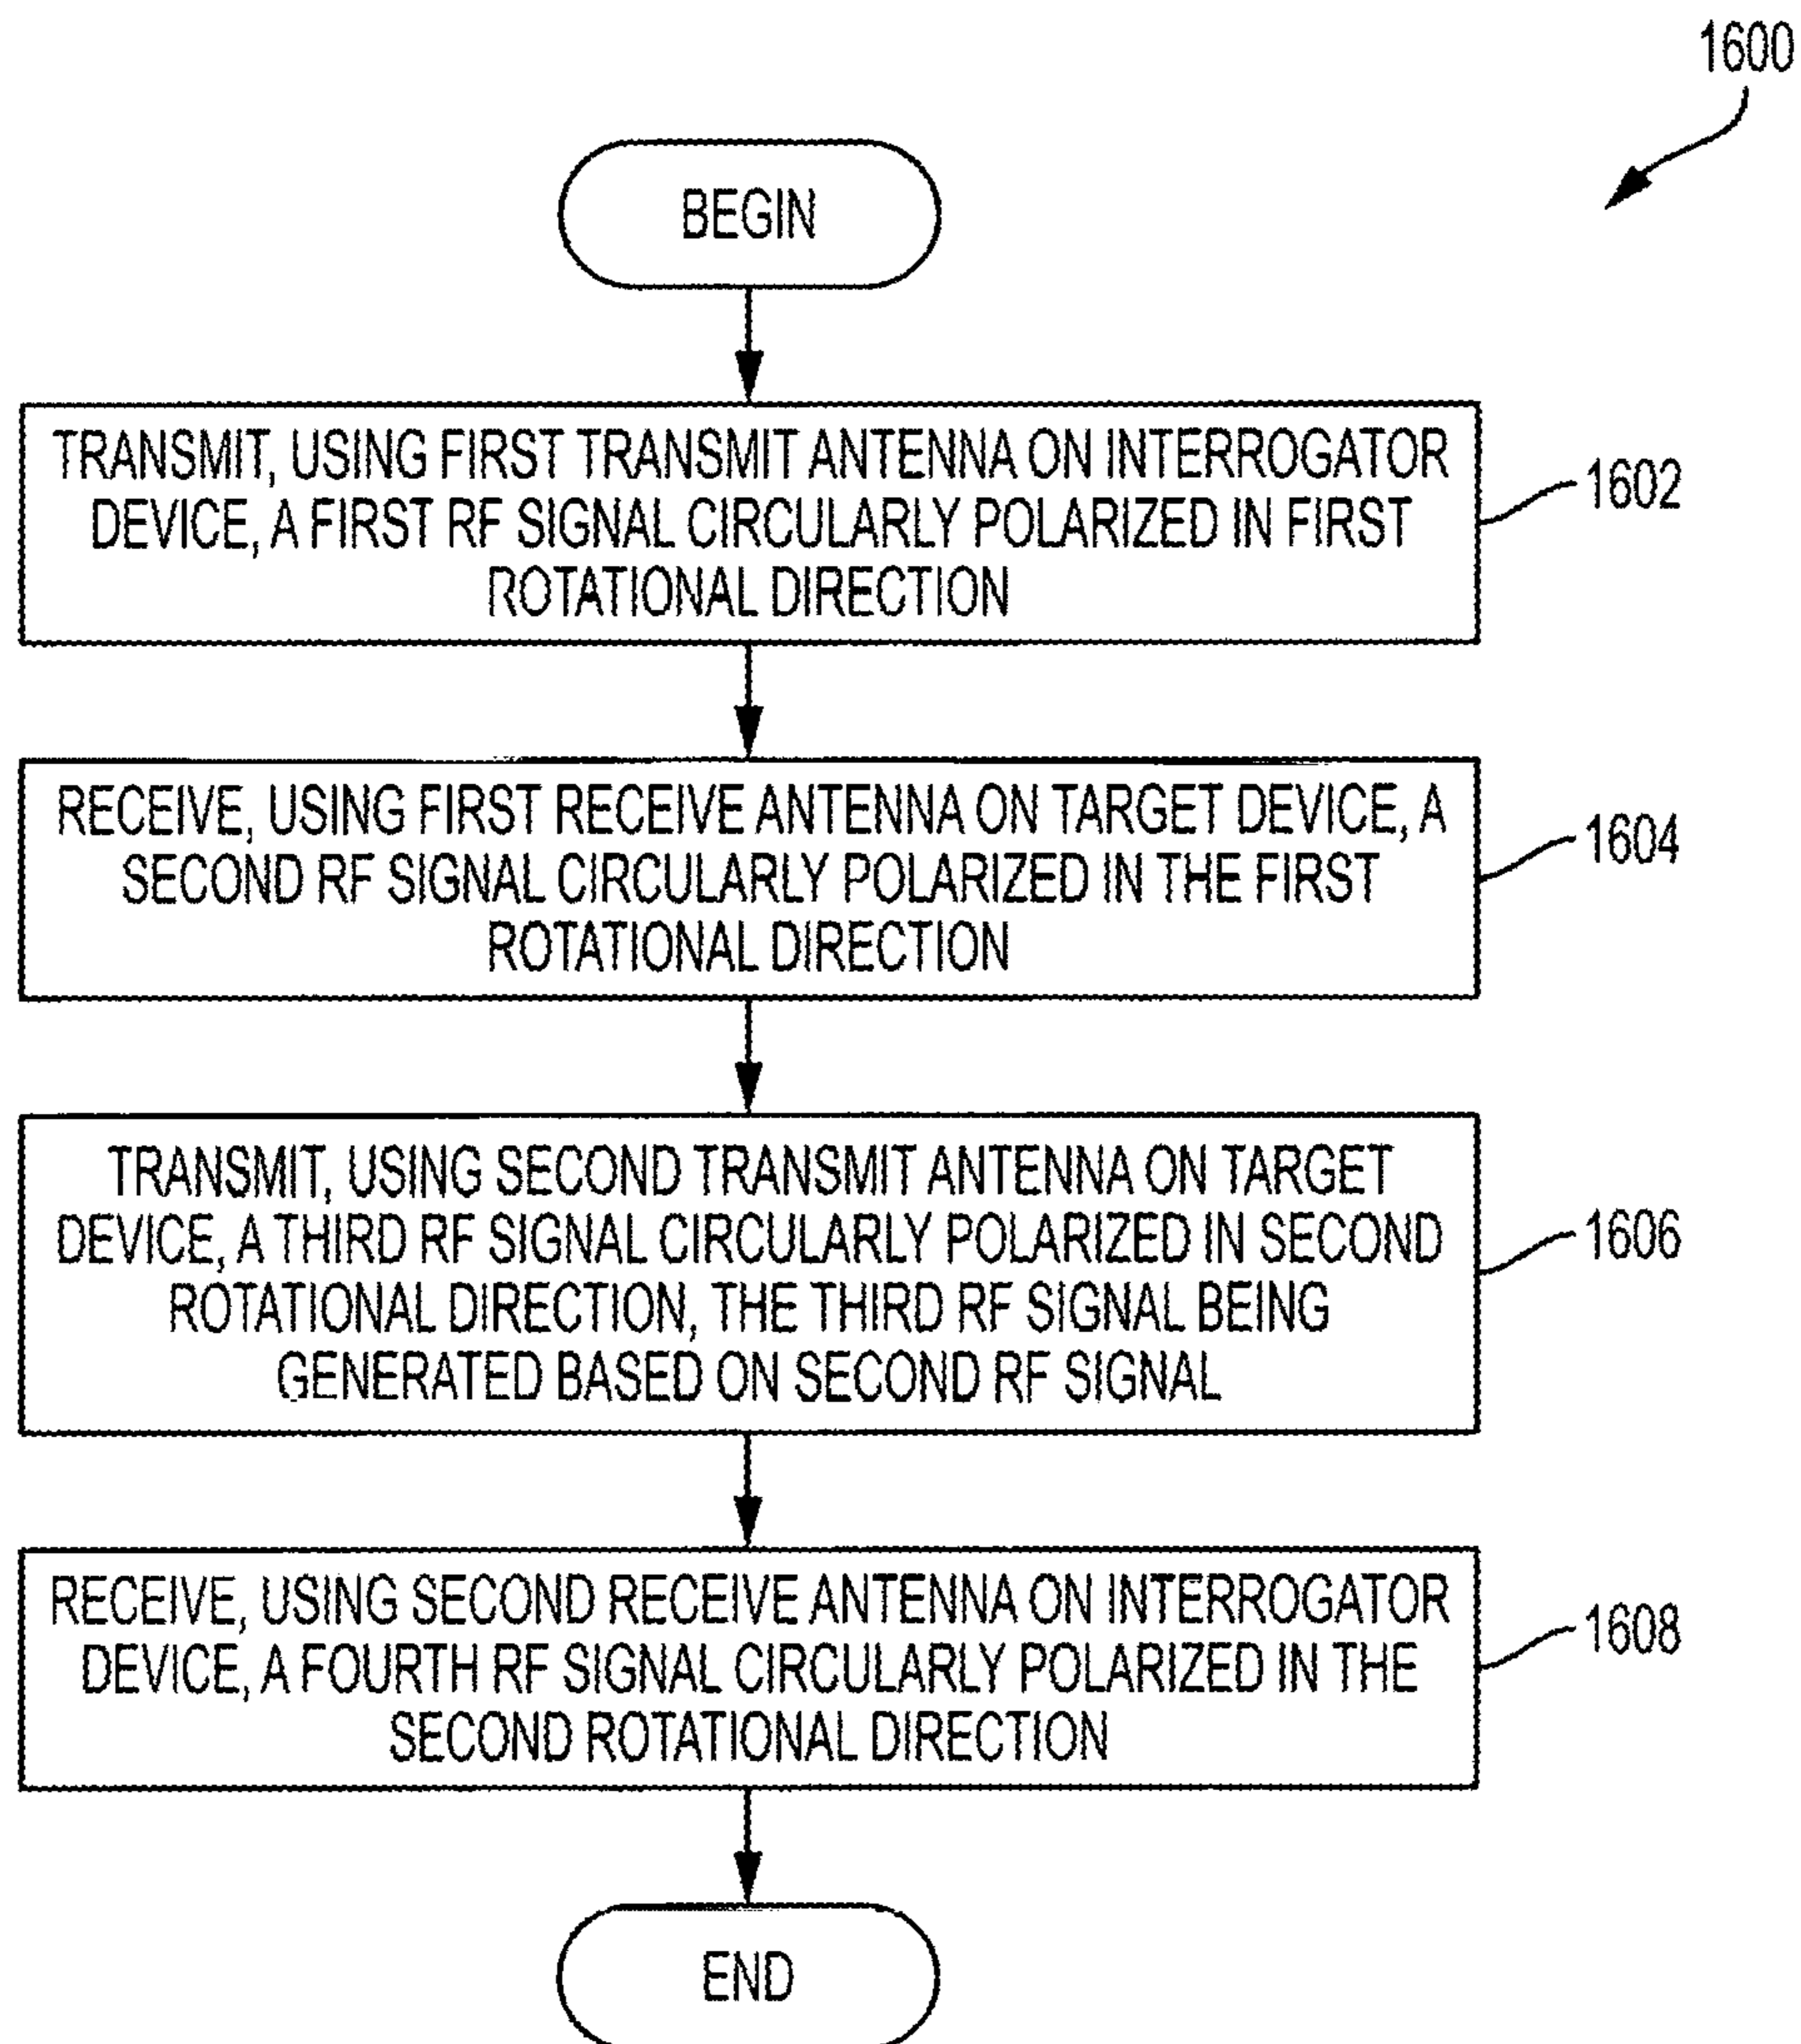 1600
BEGIN
TRANSMIT, USING FIRST TRANSMIT ANTENNA ON INTERROGATOR
DEVICE, A FIRST RF SIGNAL CIRCULARLY POLARIZED IN FIRST
ROTATIONAL DIRECTION
1602
RECEIVE, USING FIRST RECEIVE ANTENNA ON TARGET DEVICE, A
SECOND RF SIGNAL CIRCULARLY POLARIZED IN THE FIRST
ROTATIONAL DIRECTION
1604
TRANSMIT, USING SECOND TRANSMIT ANTENNA ON TARGET
DEVICE, A THIRD RF SIGNAL CIRCULARLY POLARIZED IN SECOND
ROTATIONAL DIRECTION, THE THIRD RF SIGNAL BEING
GENERATED BASED ON SECOND RF SIGNAL
1606
RECEIVE, USING SECOND RECEIVE ANTENNA ON INTERROGATOR
DEVICE, A FOURTH RF SIGNAL CIRCULARLY POLARIZED IN THE
SECOND ROTATIONAL DIRECTION
1608
END